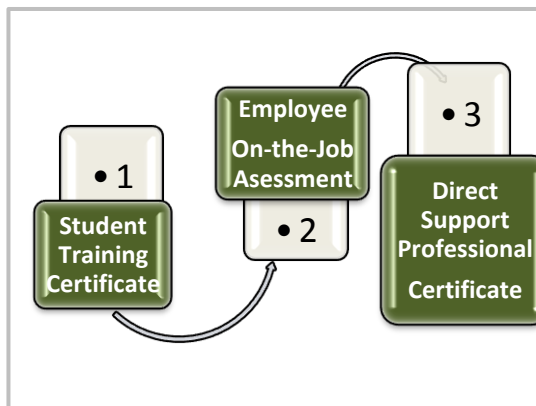 • 1
Student
Training
Certificate
Employee
On-the-Job
Asessment
• 2
• 3
Direct
Support
Professional
Certificate